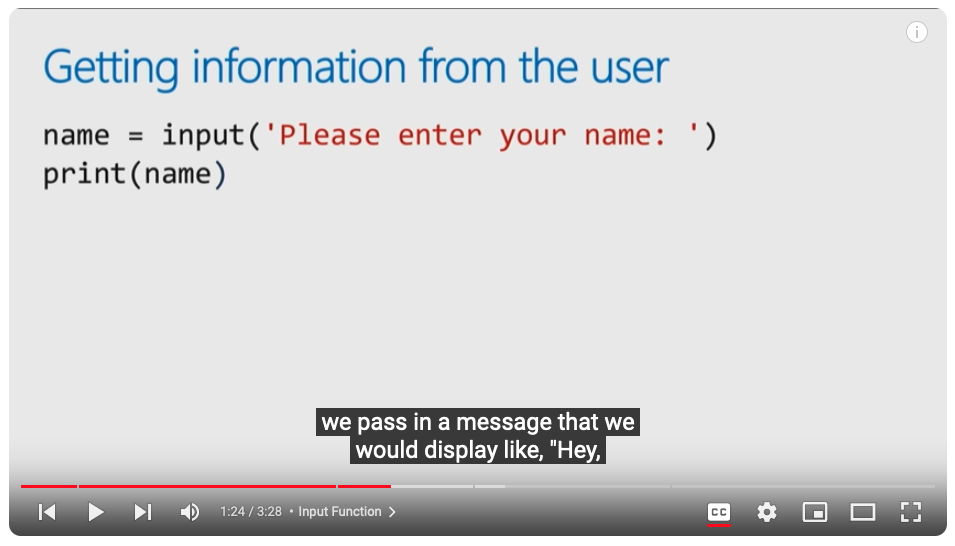 Getting information from the user
name = input('Please enter your name: ')
print(name)
we pass in a message that we
would display like, "Hey,
1:24 / 3:28 • Input Function >
CC